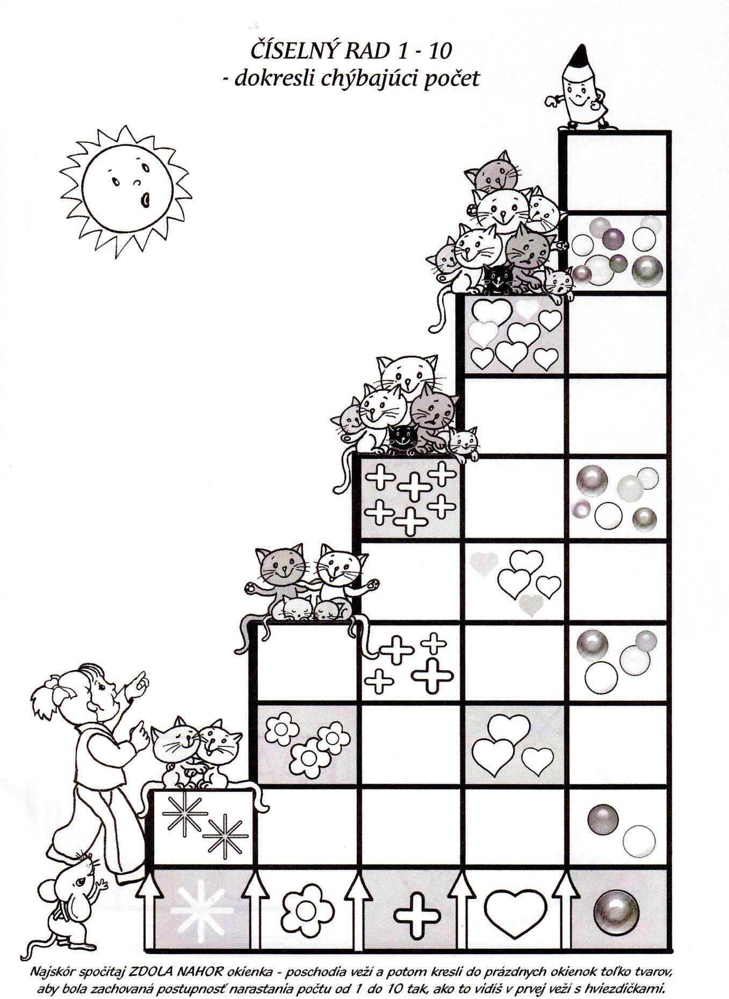 ČÍSELNÝ RAD 1 - 10
- dokresli chýbajúci počet
Najskôr spočítaj ZDOLA NAHOR okienka - poschodia veží a potom kresli do prázdnych okienok toľko tvarov,
aby bola zachovaná postupnosť narastania počtu od 1 do 10 tak, ako to vidíš v prvej veži s hviezdičkami.